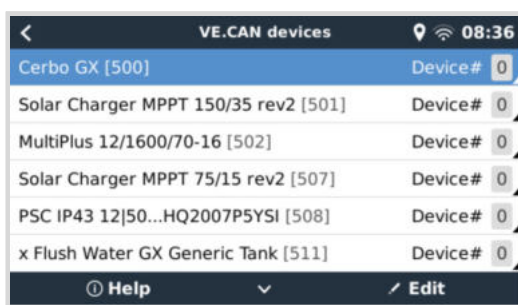 VE.CAN devices 08:36
Cerbo GX [500] Device# 0
Solar Charger MPPT 150/35 rev2 [501] Device# 0
MultiPlus 12/1600/70-16 [502] Device# 0
Solar Charger MPPT 75/15 rev2 [507] Device# 0
PSC IP43 12|50...HQ2007P5YSI [508] Device# 0
x Flush Water GX Generic Tank [511] Device# 0
Help Edit